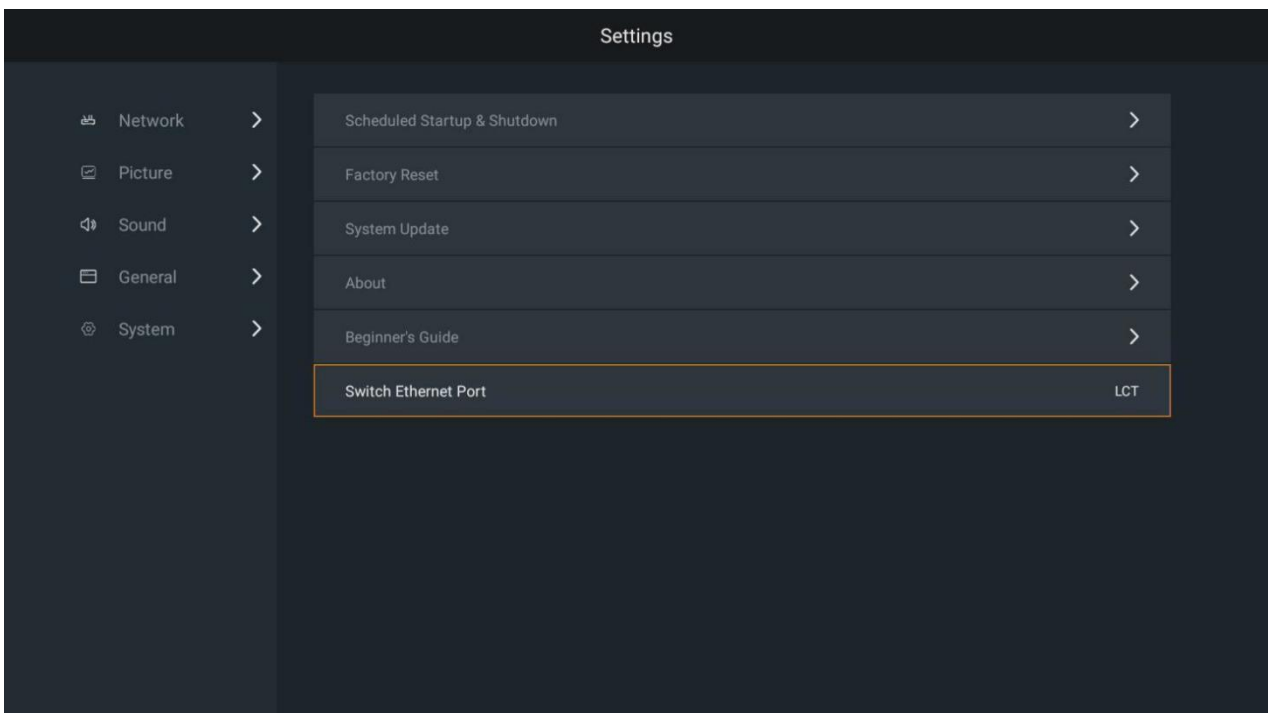 Settings
Network
Picture
Sound
General
System
Scheduled Startup & Shutdown
Factory Reset
System Update
About
Beginner's Guide
Switch Ethernet Port LCT